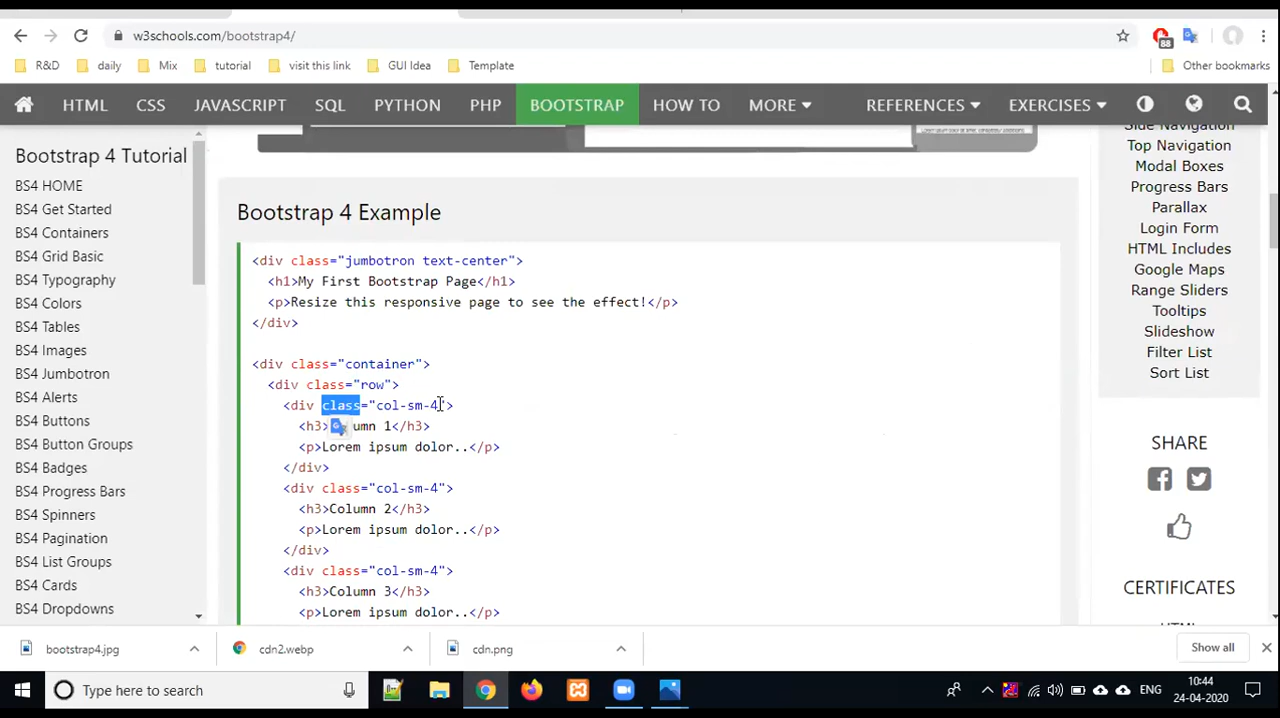 w3schools.com/bootstrap4/
88
R&D daily Mix tutorial visit this link GUI Idea Template Other bookmarks
HTML CSS JAVASCRIPT SQL PYTHON PHP BOOTSTRAP HOW TO MORE REFERENCES EXERCISES
Bootstrap 4 Tutorial
BS4 HOME
BS4 Get Started
BS4 Containers
BS4 Grid Basic
BS4 Typography
BS4 Colors
BS4 Tables
BS4 Images
BS4 Jumbotron
BS4 Alerts
BS4 Buttons
BS4 Button Groups
BS4 Badges
BS4 Progress Bars
BS4 Spinners
BS4 Pagination
BS4 List Groups
BS4 Cards
BS4 Dropdowns
Bootstrap 4 Example
<div class="jumbotron text-center">
<h1>My First Bootstrap Page</h1>
<p>Resize this responsive page to see the effect!</p>
</div>
<div class="container">
<div class="row">
<div class="col-sm-4">
<h3> umn 1</h3>
<p>Lorem ipsum dolor..</p>
</div>
<div class="col-sm-4">
<h3>Column 2</h3>
<p>Lorem ipsum dolor..</p>
</div>
<div class="col-sm-4">
<h3>Column 3</h3>
<p>Lorem ipsum dolor..</p>
Side Navigation
Top Navigation
Modal Boxes
Progress Bars
Parallax
Login Form
HTML Includes
Google Maps
Range Sliders
Tooltips
Slideshow
Filter List
Sort List
SHARE
CERTIFICATES
HTML
bootstrap4.jpg cdn2.webp cdn.png Show all
Type here to search
ENG
10:44
24-04-2020